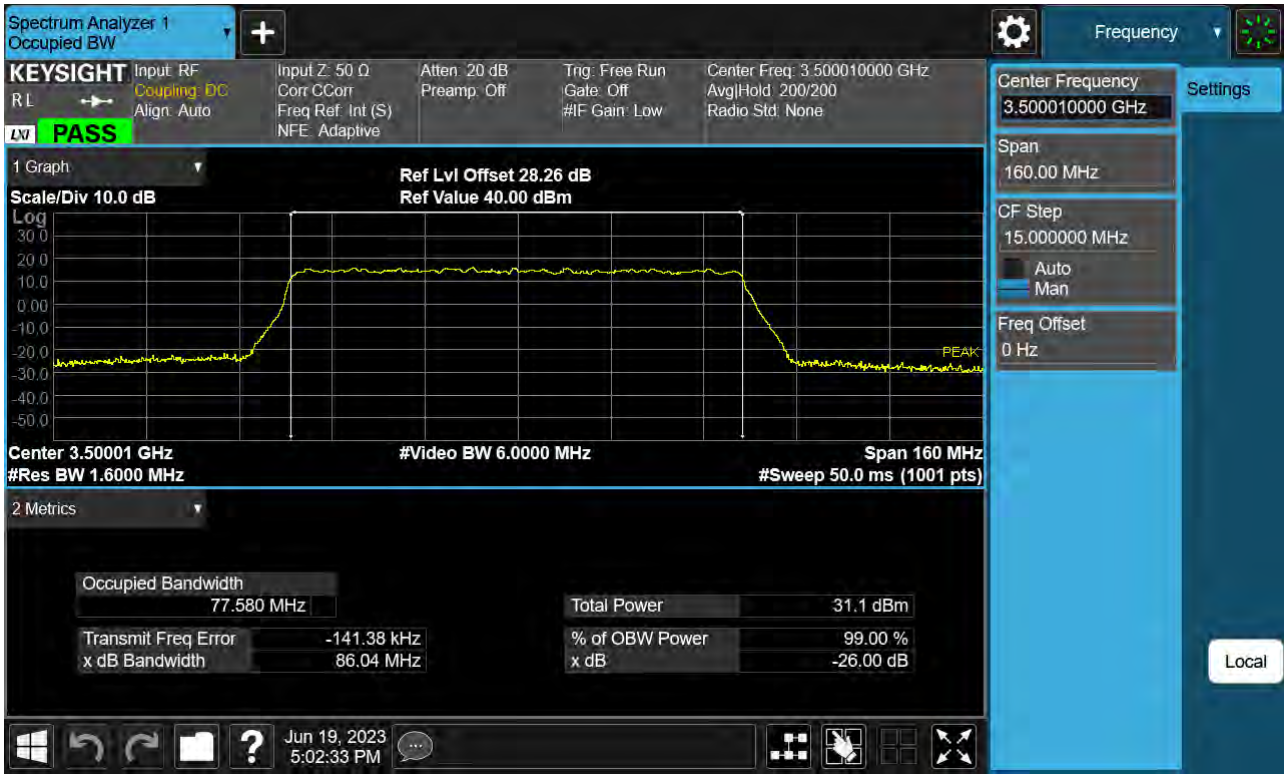 Spectrum Analyzer 1
Occupied BW
+
Frequency
KEYSIGHT
RL
LXI
PASS
Input: RF
Coupling: DC
Align: Auto
Input Z: 50 Ω
Corr CCorr
Freq Ref: Int (S)
NFE: Adaptive
Atten: 20 dB
Preamp: Off
Trig: Free Run
Gate: Off
#IF Gain: Low
Center Freq: 3.500010000 GHz
Avg|Hold: 200/200
Radio Std: None
Center Frequency
3.500010000 GHz
Settings
Span
160.00 MHz
CF Step
15.000000 MHz
Auto
Man
Freq Offset
0 Hz
1 Graph
Ref Lvl Offset 28.26 dB
Scale/Div 10.0 dB
Ref Value 40.00 dBm
Log
30.0
20.0
10.0
0.00
-10.0
-20.0
-30.0
-40.0
-50.0
PEAK
Center 3.50001 GHz
#Video BW 6.0000 MHz
Span 160 MHz
#Res BW 1.6000 MHz
#Sweep 50.0 ms (1001 pts)
2 Metrics
Occupied Bandwidth
77.580 MHz
Total Power
31.1 dBm
Transmit Freq Error
-141.38 kHz
% of OBW Power
99.00 %
x dB Bandwidth
86.04 MHz
x dB
-26.00 dB
Local
?
Jun 19, 2023
5:02:33 PM